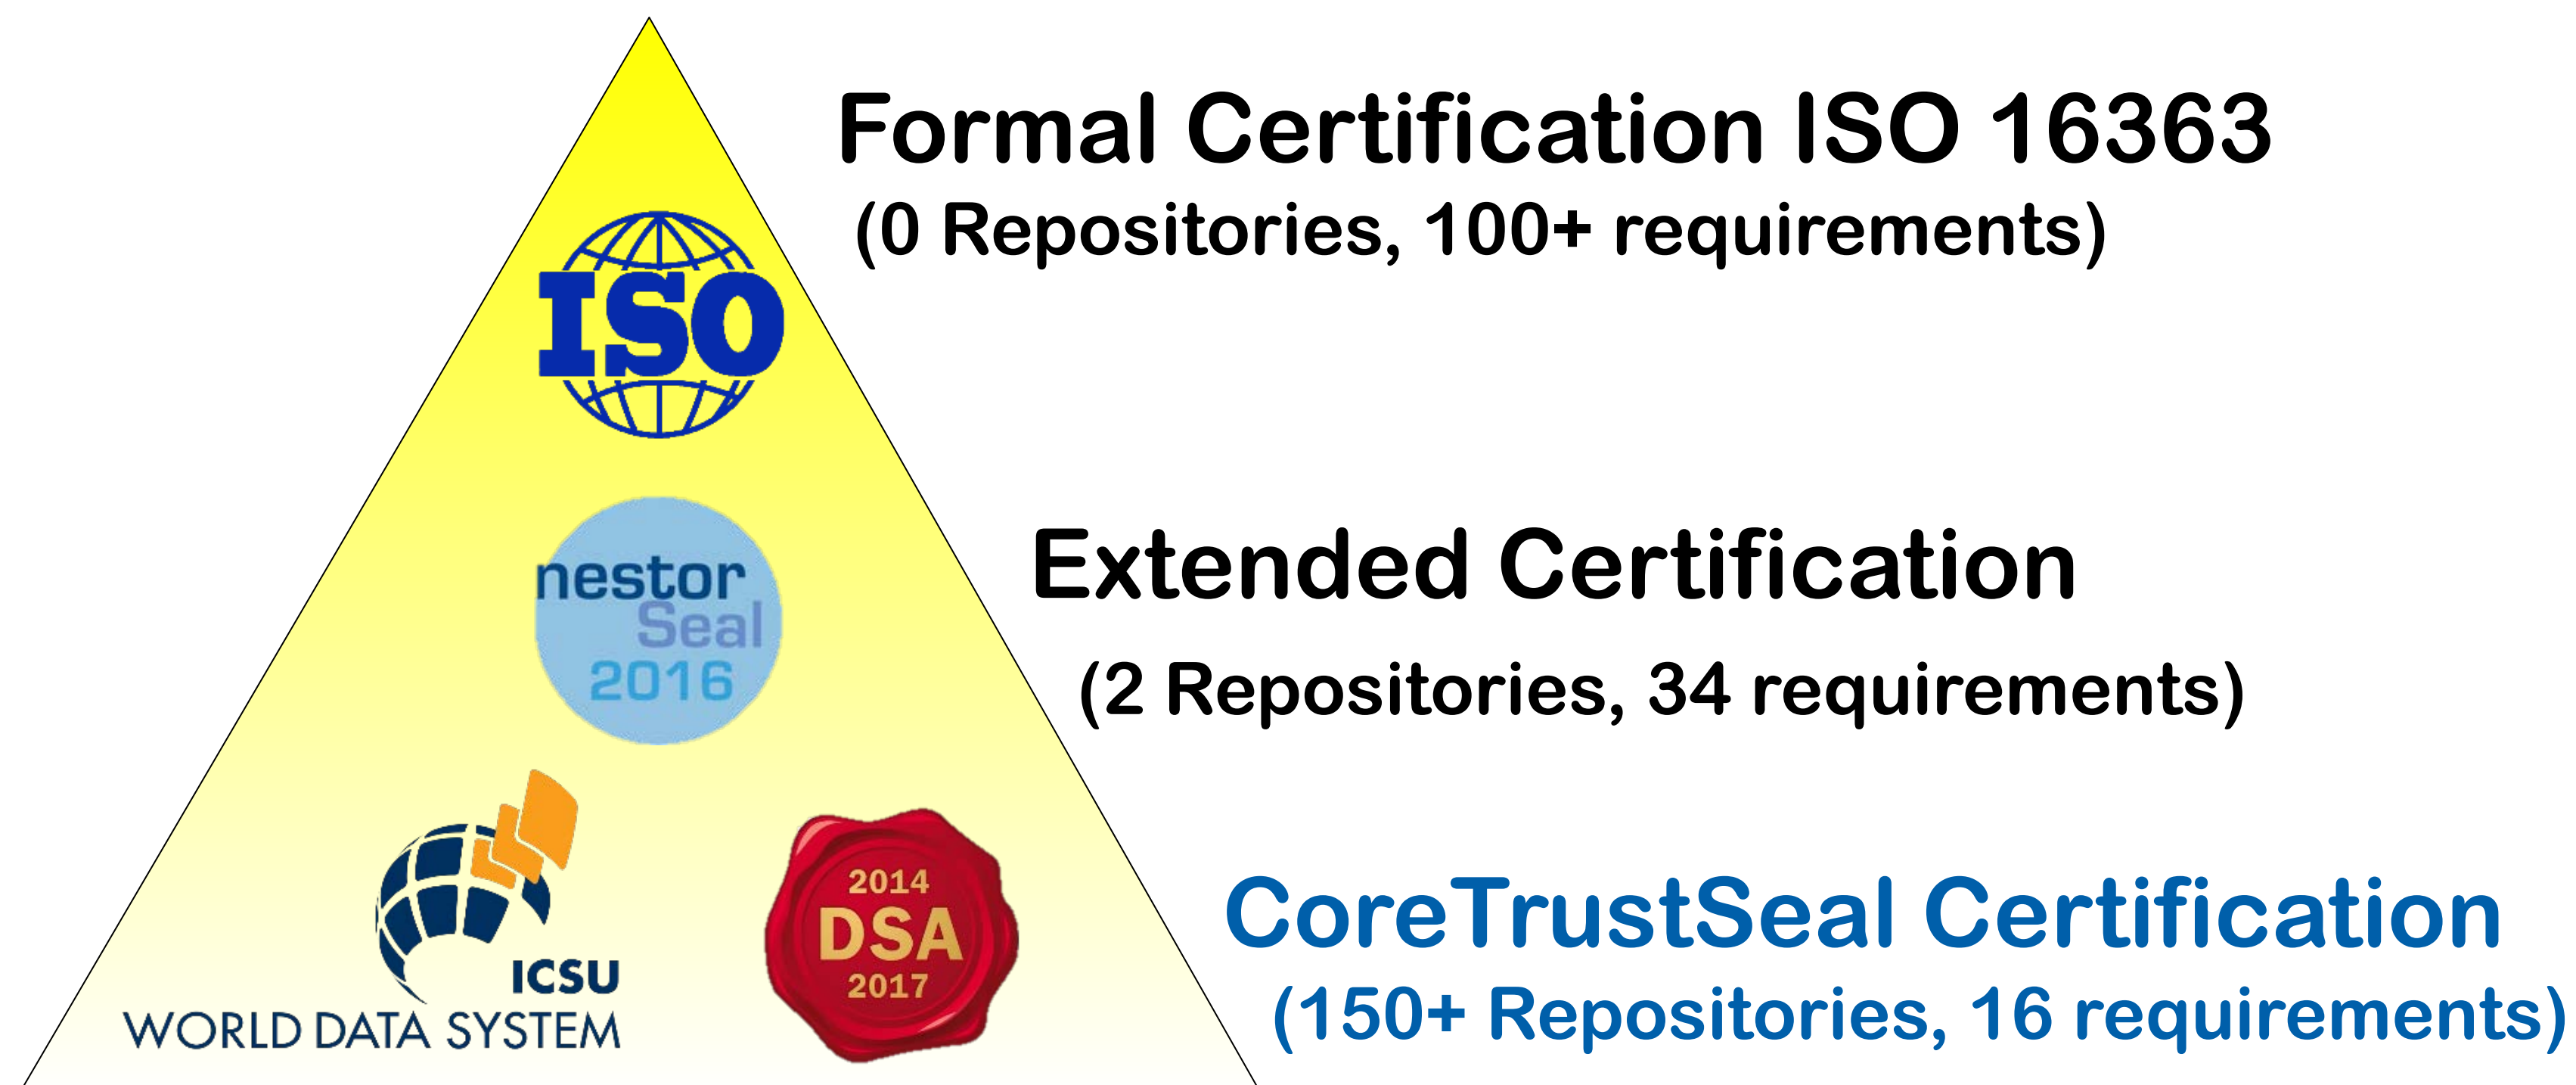 Formal Certification ISO 16363
(0 Repositories, 100+ requirements)
ISO
Extended Certification
(2 Repositories, 34 requirements)
nestor
Seal
2016
CoreTrustSeal Certification
(150+ Repositories, 16 requirements)
ICSU
WORLD DATA SYSTEM
2014
DSA
2017